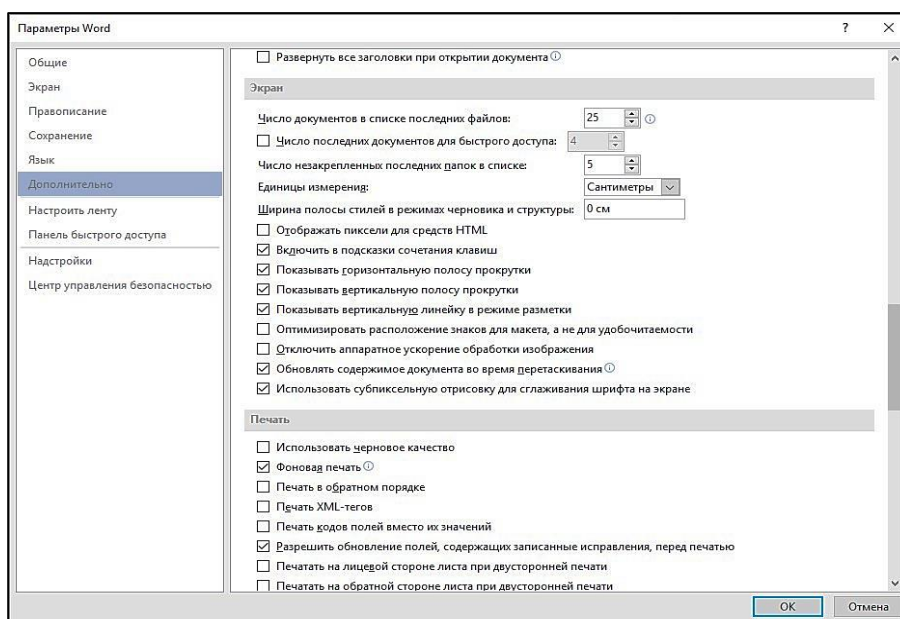 Параметры Word
?
Общие
Экран
Правописание
Сохранение
Язык
Дополнительно
Настроить ленту
Панель быстрого доступа
Надстройки
Центр управления безопасностью
Развернуть все заголовки при открытии документа
Экран
Число документов в списке последних файлов: 25
Число последних документов для быстрого доступа: 4
Число незакрепленных последних папок в списке: 5
Единицы измерения: Сантиметры
Ширина полосы стилей в режимах черновика и структуры: 0 см
Отображать пиксели для средств HTML
Включить в подсказки сочетания клавиш
Показывать горизонтальную полосу прокрутки
Показывать вертикальную полосу прокрутки
Показывать вертикальную линейку в режиме разметки
Оптимизировать расположение знаков для макета, а не для удобочитаемости
Отключить аппаратное ускорение обработки изображения
Обновлять содержимое документа во время перетаскивания
Использовать субпиксельную отрисовку для сглаживания шрифта на экране
Печать
Использовать черновое качество
Фоновая печать
Печать в обратном порядке
Печать XML-тегов
Печать кодов полей вместо их значений
Разрешить обновление полей, содержащих записанные исправления, перед печатью
Печатать на лицевой стороне листа при двусторонней печати
Печатать на обратной стороне листа при двусторонней печати
ОК
Отмена